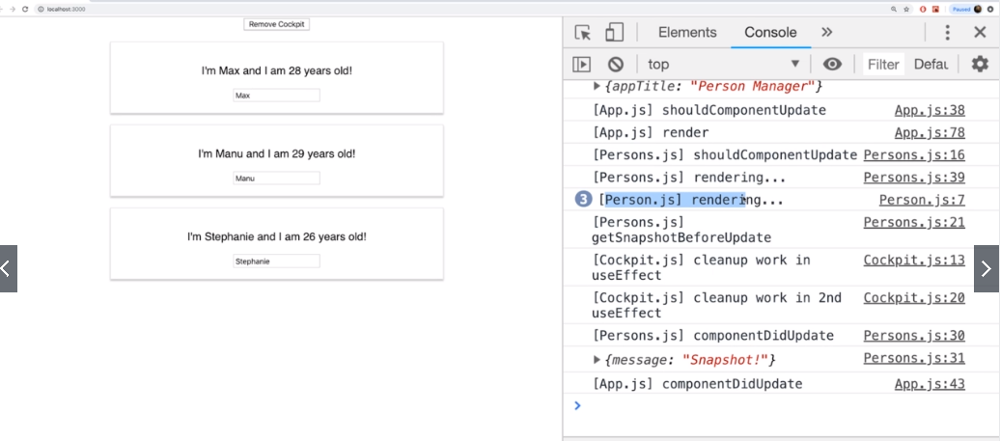 localhost:3000
Paused
Remove Cockpit
I'm Max and I am 28 years old!
Max
I'm Manu and I am 29 years old!
Manu
I'm Stephanie and I am 26 years old!
Stephanie
Elements Console
top Filter Defau
{appTitle: "Person Manager"}
[App.js] shouldComponentUpdate App.js:38
[App.js] render App.js:78
[Persons.js] shouldComponentUpdate Persons.js:16
[Persons.js] rendering... Persons.js:39
3 [Person.js] rendering... Person.js:7
[Persons.js] Persons.js:21
getSnapshotBeforeUpdate
[Cockpit.js] cleanup work in Cockpit.js:13
useEffect
[Cockpit.js] cleanup work in 2nd Cockpit.js:20
useEffect
[Persons.js] componentDidUpdate Persons.js:30
{message: "Snapshot!"} Persons.js:31
[App.js] componentDidUpdate App.js:43